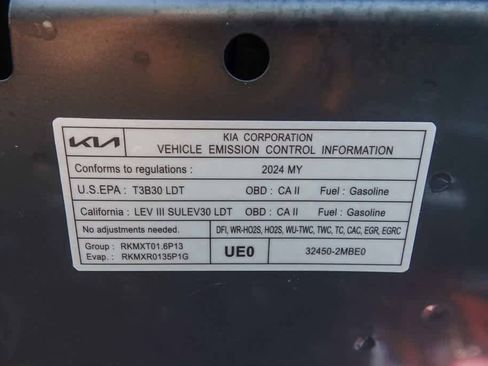 KIA
KIA CORPORATION
VEHICLE EMISSION CONTROL INFORMATION
Conforms to regulations : 2024 MY
U.S.EPA : T3B30 LDT OBD : CA II Fuel : Gasoline
California : LEV III SULEV30 LDT OBD : CA II Fuel : Gasoline
No adjustments needed. DFI, WR-HO2S, HO2S, WU-TWC, TWC, TC, CAC, EGR, EGRC
Group : RKMXT01.6P13
Evap. : RKMXR0135P1G
UE0 32450-2MBE0